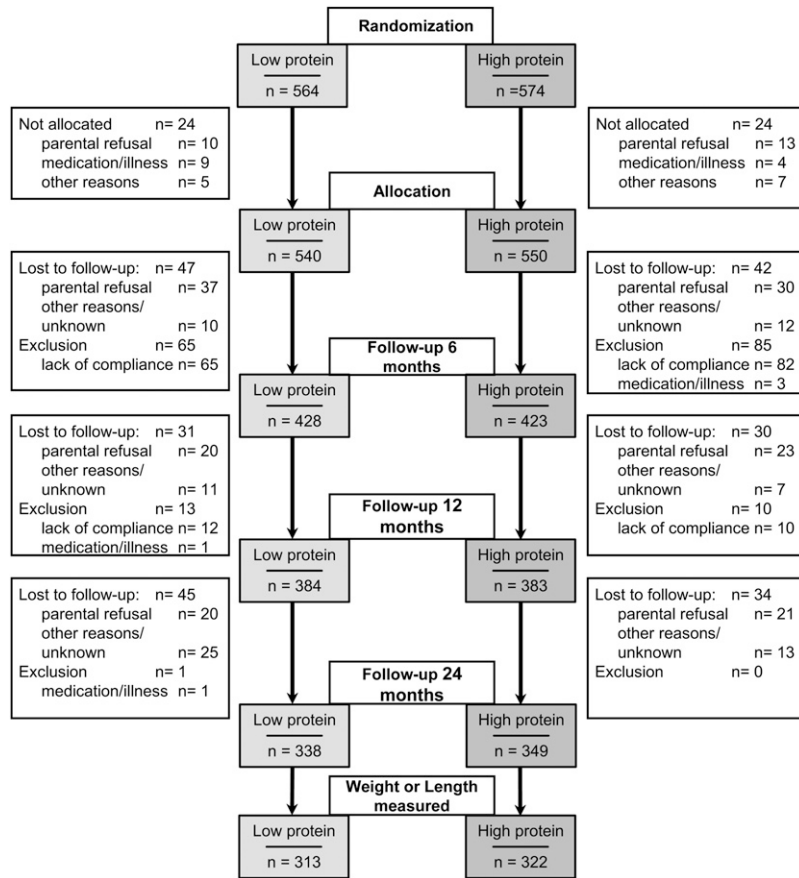 Randomization
Low protein
n = 564
High protein
n =574
Not allocated n= 24
parental refusal n= 10
medication/illness n= 9
other reasons n= 5
Not allocated n= 24
parental refusal n= 13
medication/illness n= 4
other reasons n= 7
Allocation
Low protein
n = 540
High protein
n = 550
Lost to follow-up: n= 47
parental refusal n= 37
other reasons/
unknown n= 10
Exclusion n= 65
lack of compliance n= 65
Lost to follow-up: n= 42
parental refusal n= 30
other reasons/
unknown n= 12
Exclusion n= 85
lack of compliance n= 82
medication/illness n= 3
Follow-up 6
months
Low protein
n = 428
High protein
n = 423
Lost to follow-up: n= 31
parental refusal n= 20
other reasons/
unknown n= 11
Exclusion n= 13
lack of compliance n= 12
medication/illness n= 1
Lost to follow-up: n= 30
parental refusal n= 23
other reasons/
unknown n= 7
Exclusion n= 10
lack of compliance n= 10
Follow-up 12
months
Low protein
n = 384
High protein
n = 383
Lost to follow-up: n= 45
parental refusal n= 20
other reasons/
unknown n= 25
Exclusion n= 1
medication/illness n= 1
Lost to follow-up: n= 34
parental refusal n= 21
other reasons/
unknown n= 13
Exclusion n= 0
Follow-up 24
months
Low protein
n = 338
High protein
n = 349
Weight or Length
measured
Low protein
n = 313
High protein
n = 322